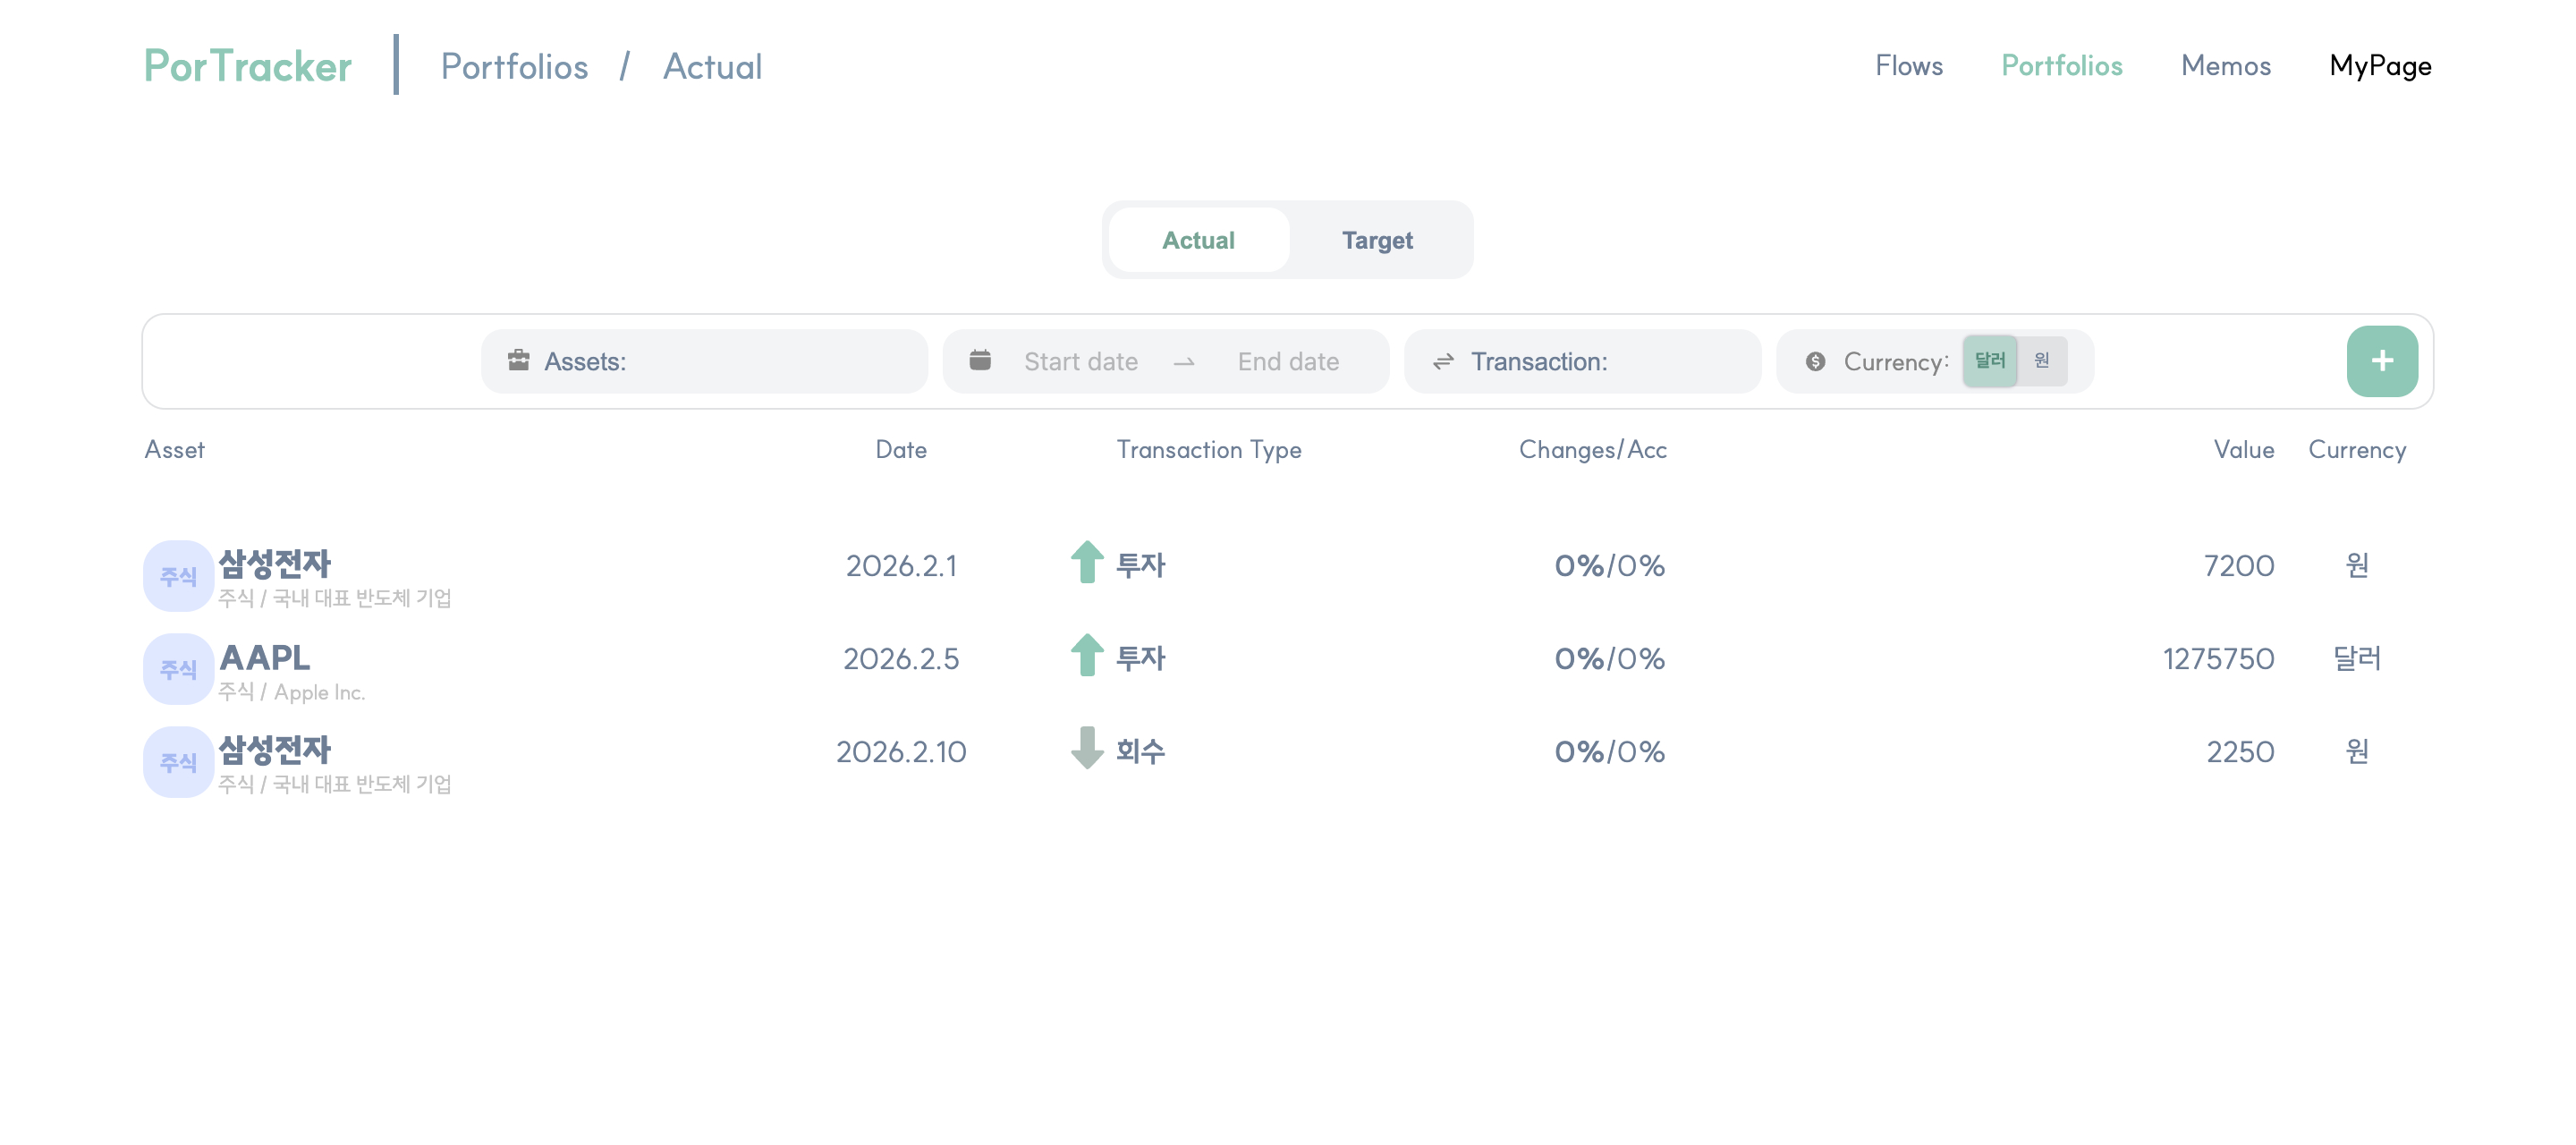 PorTracker Portfolios / Actual Flows Portfolios Memos MyPage
Actual Target
Assets: Start date → End date Transaction: Currency: 달러 원 +
Asset Date Transaction Type Changes/Acc Value Currency
주식 삼성전자 2026.2.1 투자 0%/0% 7200 원
주식 / 국내 대표 반도체 기업
주식 AAPL 2026.2.5 투자 0%/0% 1275750 달러
주식 / Apple Inc.
주식 삼성전자 2026.2.10 회수 0%/0% 2250 원
주식 / 국내 대표 반도체 기업